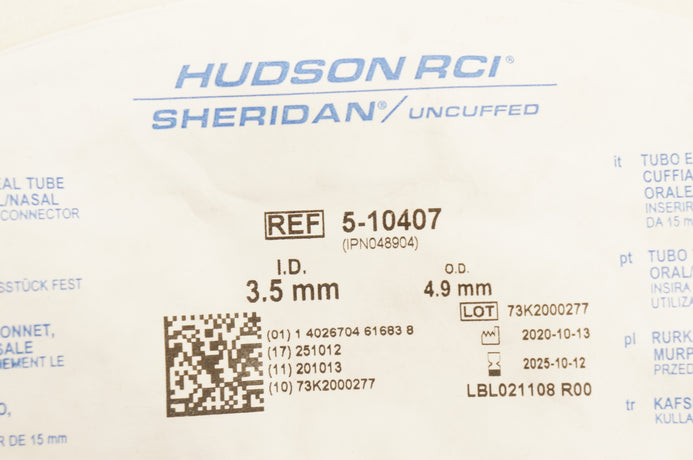 HUDSON RCI®
SHERIDAN®/ UNCUFFED
AL TUBE
/NASAL
CONNECTOR
STÜCK FEST
ONNET,
SALE
EMENT LE
R DE 15 mm
REF 5-10407
(IPN048904)
I.D.
3.5 mm
O.D.
4.9 mm
LOT 73K2000277
2020-10-13
2025-10-12
LBL021108 R00
(01) 1 4026704 61683 8
(17) 251012
(11) 201013
(10) 73K2000277
it TUBO E
CUFFIA
ORALE
INSERIR
DA 15 m
pt TUBO
ORAL
INSIRA
UTILIZA
pl RURK
MURP
PRZED
tr KAFS
KULLA